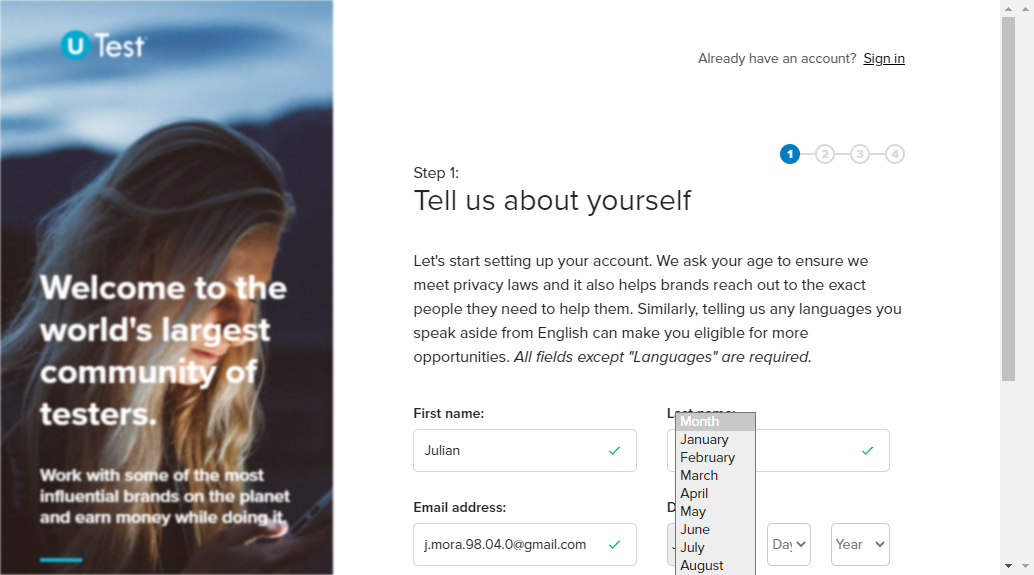 U Test
Already have an account? Sign in
1 2 3 4
Step 1:
Tell us about yourself
Let's start setting up your account. We ask your age to ensure we
meet privacy laws and it also helps brands reach out to the exact
people they need to help them. Similarly, telling us any languages you
speak aside from English can make you eligible for more
opportunities. All fields except "Languages" are required.
Welcome to the
world's largest
community of
testers.
Work with some of the most
influential brands on the planet
and earn money while doing it.
First name:
Julian
Last name:
Month
January
February
March
April
May
June
July
August
Email address:
j.mora.98.04.0@gmail.com
Day
Year